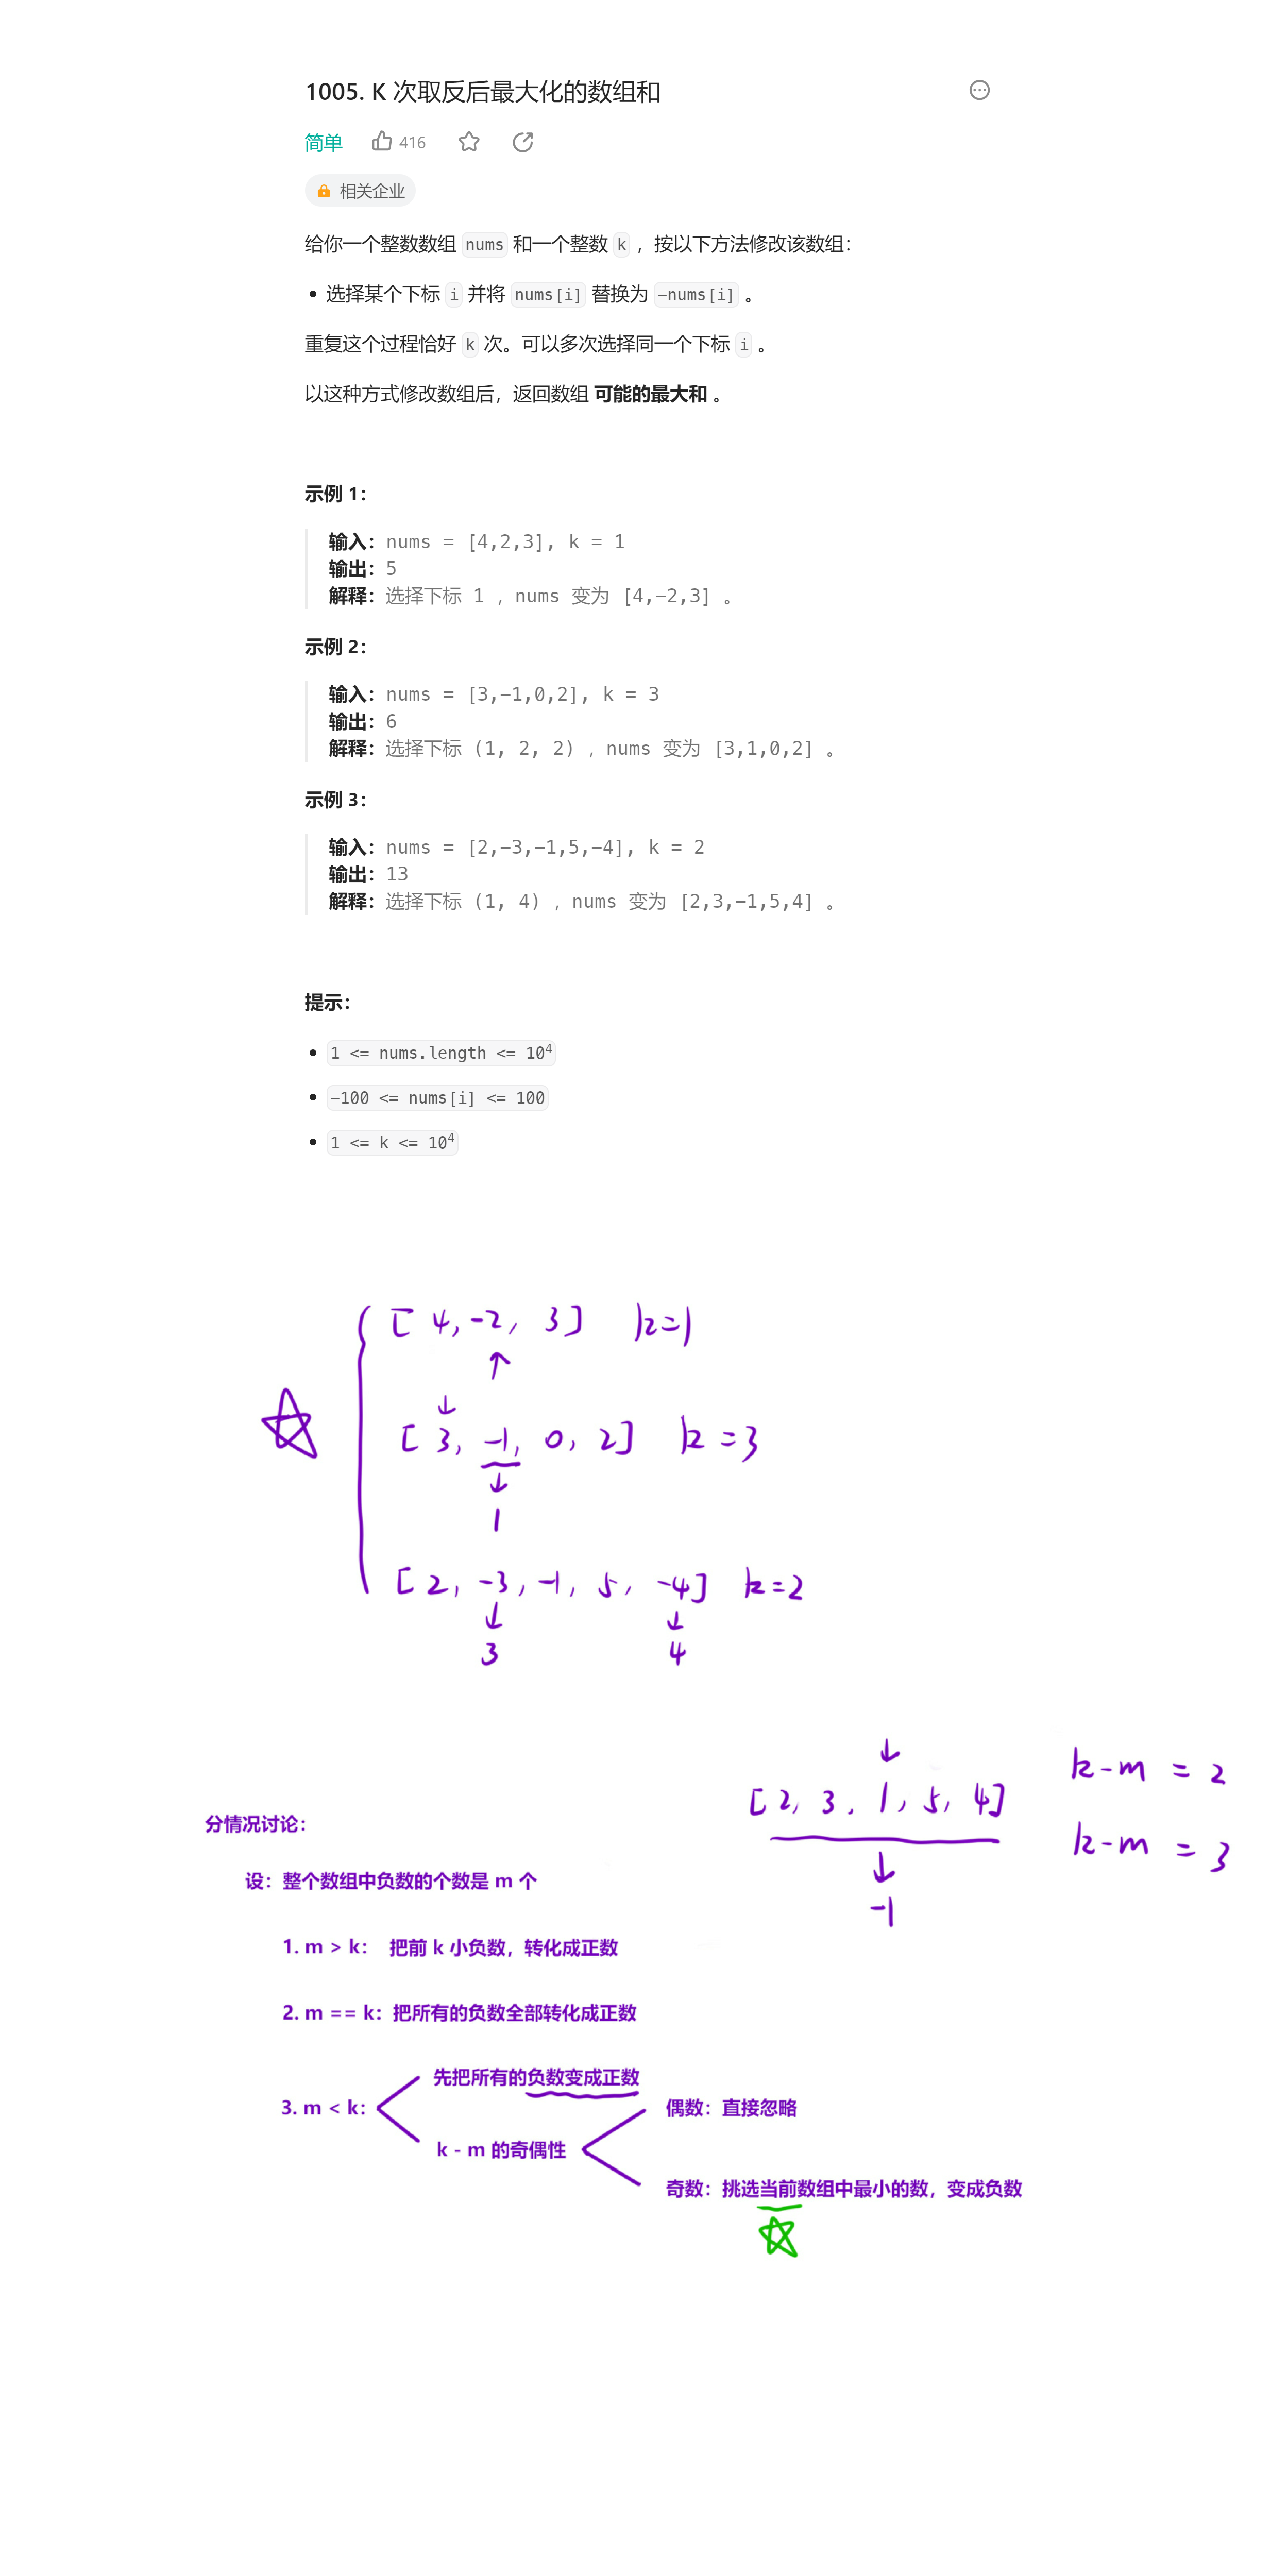 1005. K 次取反后最大化的数组和
简单 416
相关企业
给你一个整数数组 nums 和一个整数 k ，按以下方法修改该数组：
• 选择某个下标 i 并将 nums[i] 替换为 -nums[i] 。
重复这个过程恰好 k 次。可以多次选择同一个下标 i 。
以这种方式修改数组后，返回数组 可能的最大和 。
示例 1：
输入：nums = [4,2,3], k = 1
输出：5
解释：选择下标 1 ，nums 变为 [4,-2,3] 。
示例 2：
输入：nums = [3,-1,0,2], k = 3
输出：6
解释：选择下标 (1, 2, 2) ，nums 变为 [3,1,0,2] 。
示例 3：
输入：nums = [2,-3,-1,5,-4], k = 2
输出：13
解释：选择下标 (1, 4) ，nums 变为 [2,3,-1,5,4] 。
提示：
• 1 <= nums.length <= 10⁴
• -100 <= nums[i] <= 100
• 1 <= k <= 10⁴
[ 4, -2, 3 ] k=1
[ 3, -1, 0, 2 ] k = 3
1
[ 2, -3, -1, 5, -4 ] k=2
3 4
[ 2, 3, 1, 5, 4 ] k-m = 2
k-m = 3
-1
分情况讨论：
设：整个数组中负数的个数是 m 个
1. m > k： 把前 k 小负数，转化成正数
2. m == k：把所有的负数全部转化成正数
3. m < k：
先把所有的负数变成正数
k - m 的奇偶性
偶数：直接忽略
奇数：挑选当前数组中最小的数，变成负数